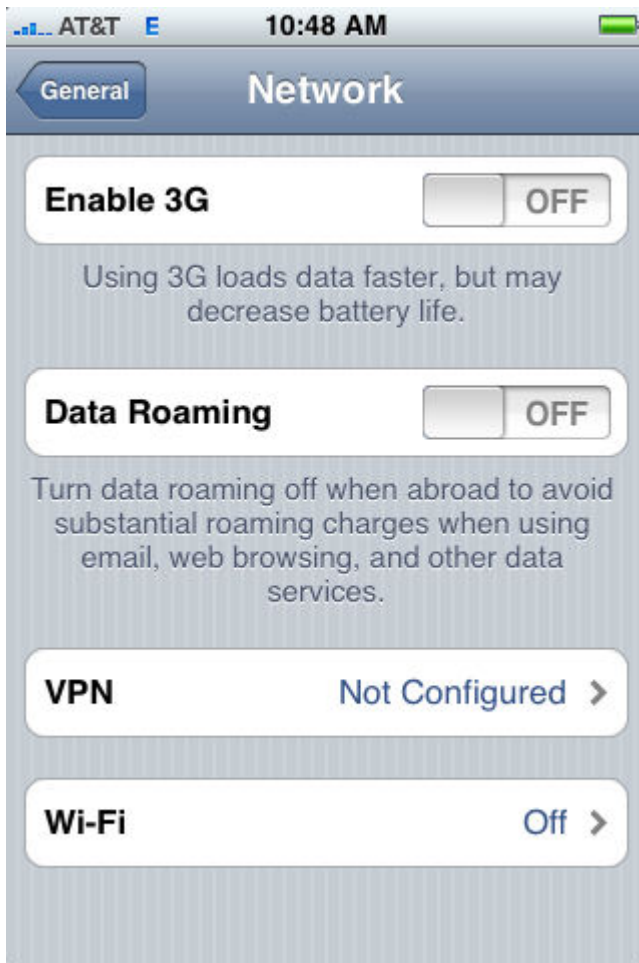 AT&T E 10:48 AM
General Network
Enable 3G OFF
Using 3G loads data faster, but may
decrease battery life.
Data Roaming OFF
Turn data roaming off when abroad to avoid
substantial roaming charges when using
email, web browsing, and other data
services.
VPN Not Configured >
Wi-Fi Off >